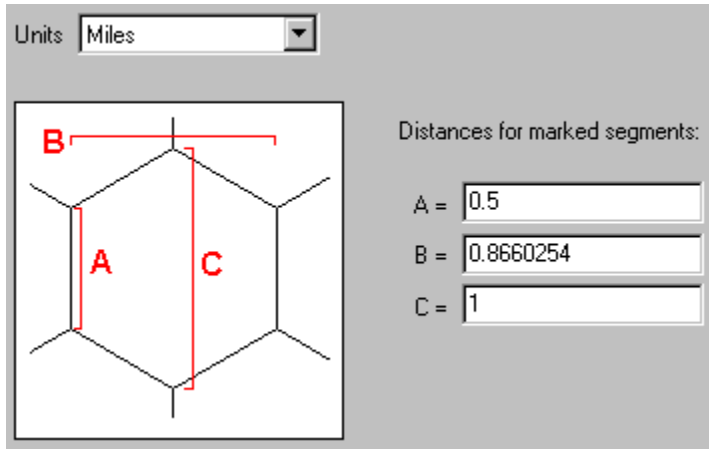 Units Miles
Distances for marked segments:
B
A
C
A = 0.5
B = 0.8660254
C = 1